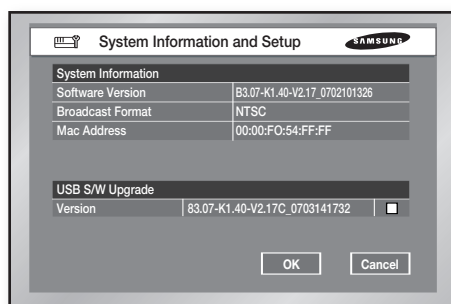 System Information and Setup
SAMSUNG
System Information
Software Version B3.07-K1.40-V2.17_0702101326
Broadcast Format NTSC
Mac Address 00:00:FO:54:FF:FF
USB S/W Upgrade
Version 83.07-K1.40-V2.17C_0703141732
OK Cancel